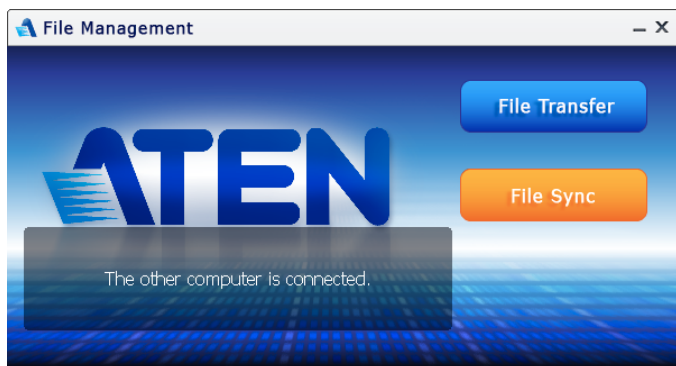 File Management
File Transfer
ATEN
File Sync
The other computer is connected.